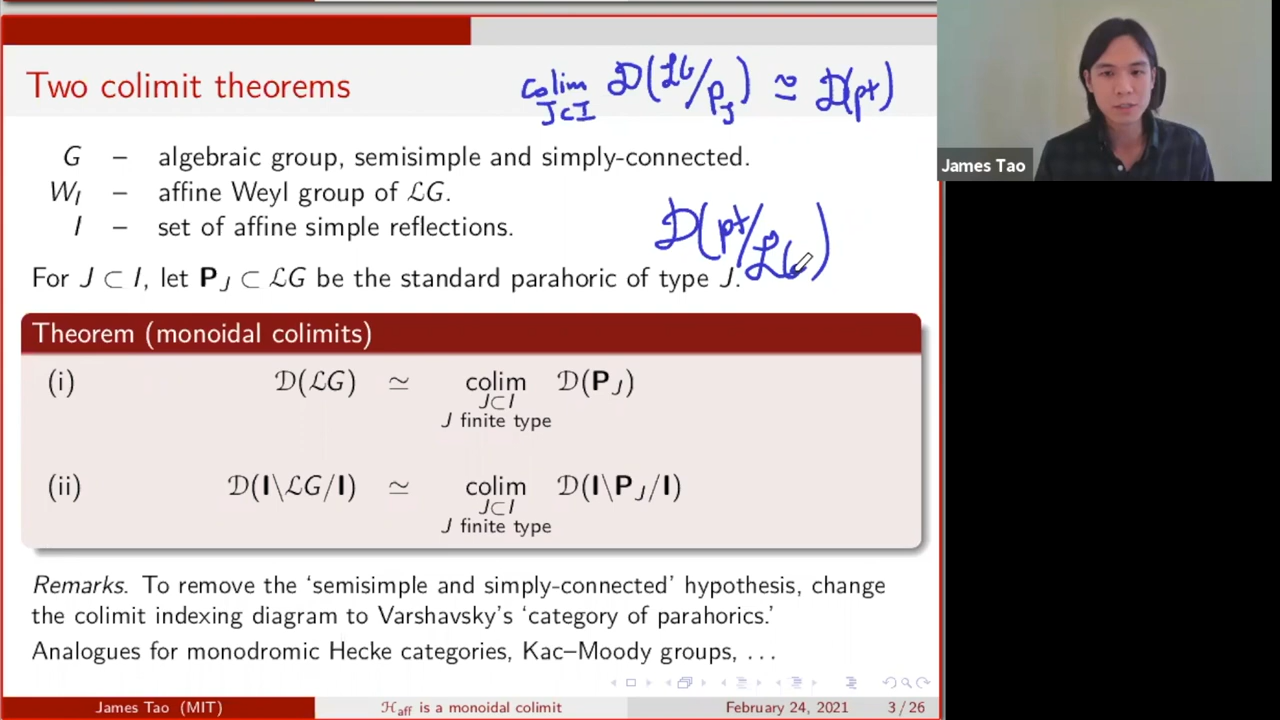 Two colimit theorems
colim J⊂I 𝒟(ℒG/P_J) ≃ 𝒟(pt)
G – algebraic group, semisimple and simply-connected.
W_I – affine Weyl group of ℒG.
I – set of affine simple reflections.
𝒟(pt/ℒG)
For J ⊂ I, let P_J ⊂ ℒG be the standard parahoric of type J.
Theorem (monoidal colimits)
(i) 𝒟(ℒG) ≃ colim 𝒟(P_J)
J⊂I
J finite type
(ii) 𝒟(I\ℒG/I) ≃ colim 𝒟(I\P_J/I)
J⊂I
J finite type
Remarks. To remove the ‘semisimple and simply-connected’ hypothesis, change
the colimit indexing diagram to Varshavsky’s ‘category of parahorics.’
Analogues for monodromic Hecke categories, Kac–Moody groups, …
James Tao (MIT) ℋ_aff is a monoidal colimit February 24, 2021 3 / 26
James Tao